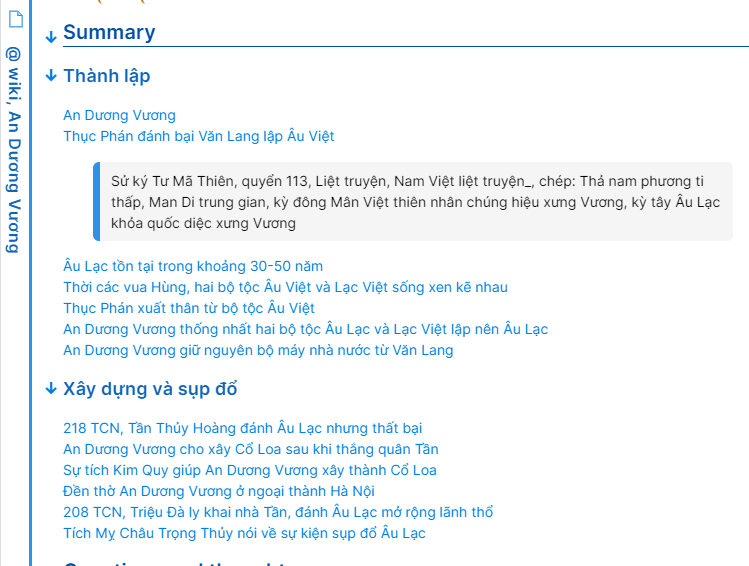 @ wiki, An Dương Vương
Summary
Thành lập
An Dương Vương
Thục Phán đánh bại Văn Lang lập Âu Việt
Sử ký Tư Mã Thiên, quyển 113, Liệt truyện, Nam Việt liệt truyện_, chép: Thả nam phương ti
thấp, Man Di trung gian, kỳ đông Mân Việt thiên nhân chúng hiệu xưng Vương, kỳ tây Âu Lạc
khỏa quốc diệc xưng Vương
Âu Lạc tồn tại trong khoảng 30-50 năm
Thời các vua Hùng, hai bộ tộc Âu Việt và Lạc Việt sống xen kẽ nhau
Thục Phán xuất thân từ bộ tộc Âu Việt
An Dương Vương thống nhất hai bộ tộc Âu Lạc và Lạc Việt lập nên Âu Lạc
An Dương Vương giữ nguyên bộ máy nhà nước từ Văn Lang
Xây dựng và sụp đổ
218 TCN, Tần Thủy Hoàng đánh Âu Lạc nhưng thất bại
An Dương Vương cho xây Cổ Loa sau khi thắng quân Tần
Sự tích Kim Quy giúp An Dương Vương xây thành Cổ Loa
Đền thờ An Dương Vương ở ngoại thành Hà Nội
208 TCN, Triệu Đà ly khai nhà Tần, đánh Âu Lạc mở rộng lãnh thổ
Tích Mỵ Châu Trọng Thủy nói về sự kiện sụp đổ Âu Lạc